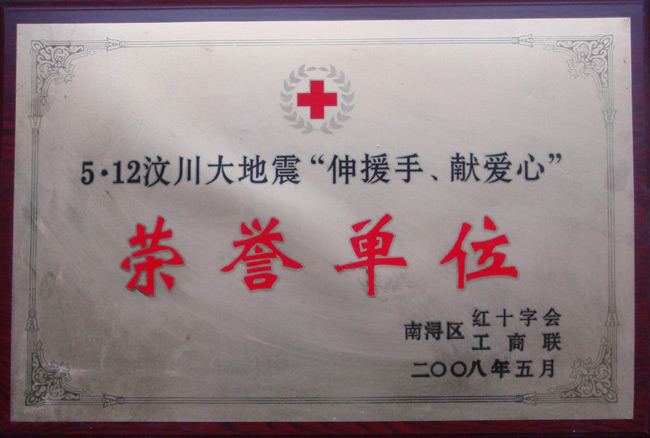 5·12汶川大地震“伸援手、献爱心”
荣誉单位
南浔区 红十字会
工商联
二〇〇八年五月